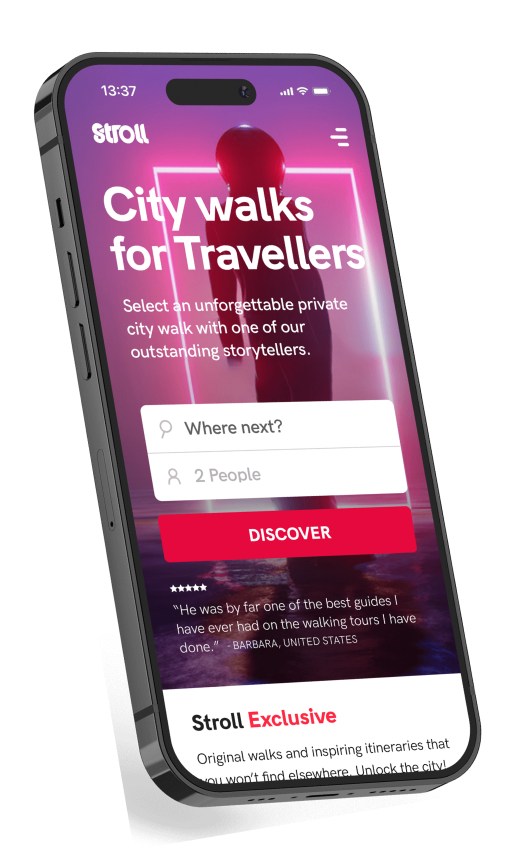 13:37
Stroll
City walks
for Travellers
Select an unforgettable private
city walk with one of our
outstanding storytellers.
Where next?
2 People
DISCOVER
“He was by far one of the best guides I
have ever had on the walking tours I have
done.” - BARBARA, UNITED STATES
Stroll Exclusive
Original walks and inspiring itineraries that
you won’t find elsewhere. Unlock the city!